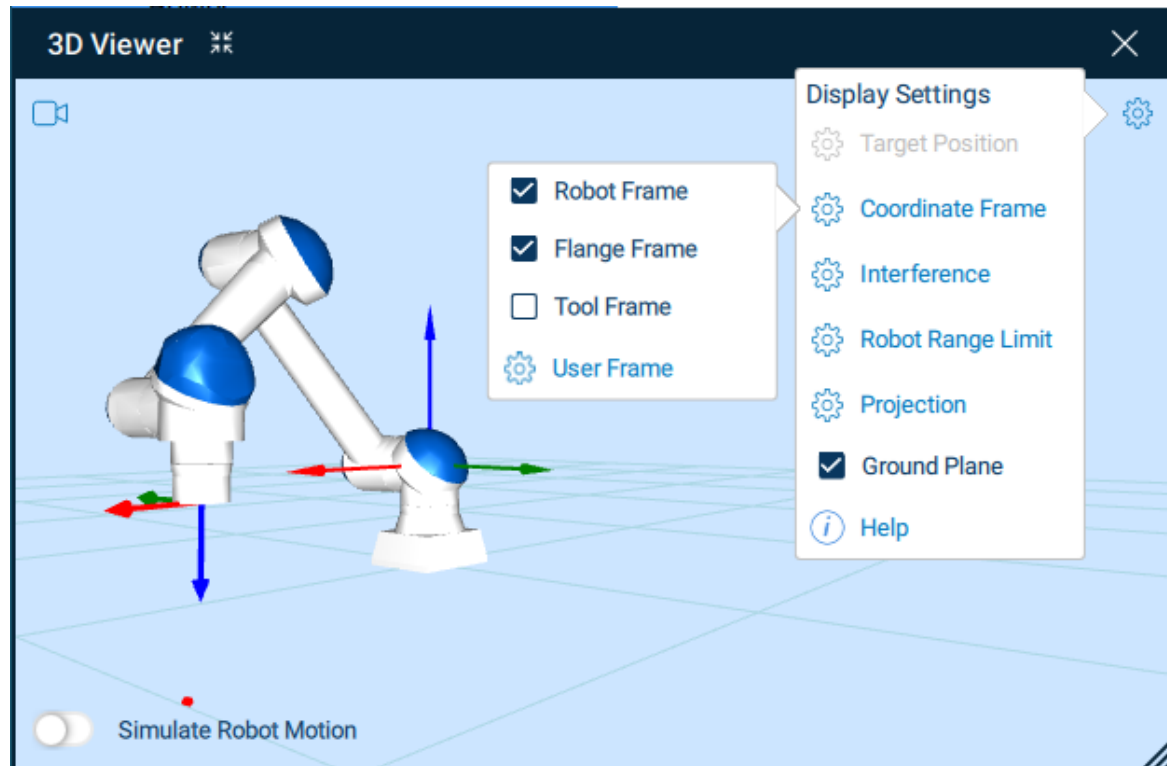 3D Viewer
Display Settings
Target Position
Coordinate Frame
Interference
Robot Range Limit
Projection
Ground Plane
Help
Robot Frame
Flange Frame
Tool Frame
User Frame
Simulate Robot Motion